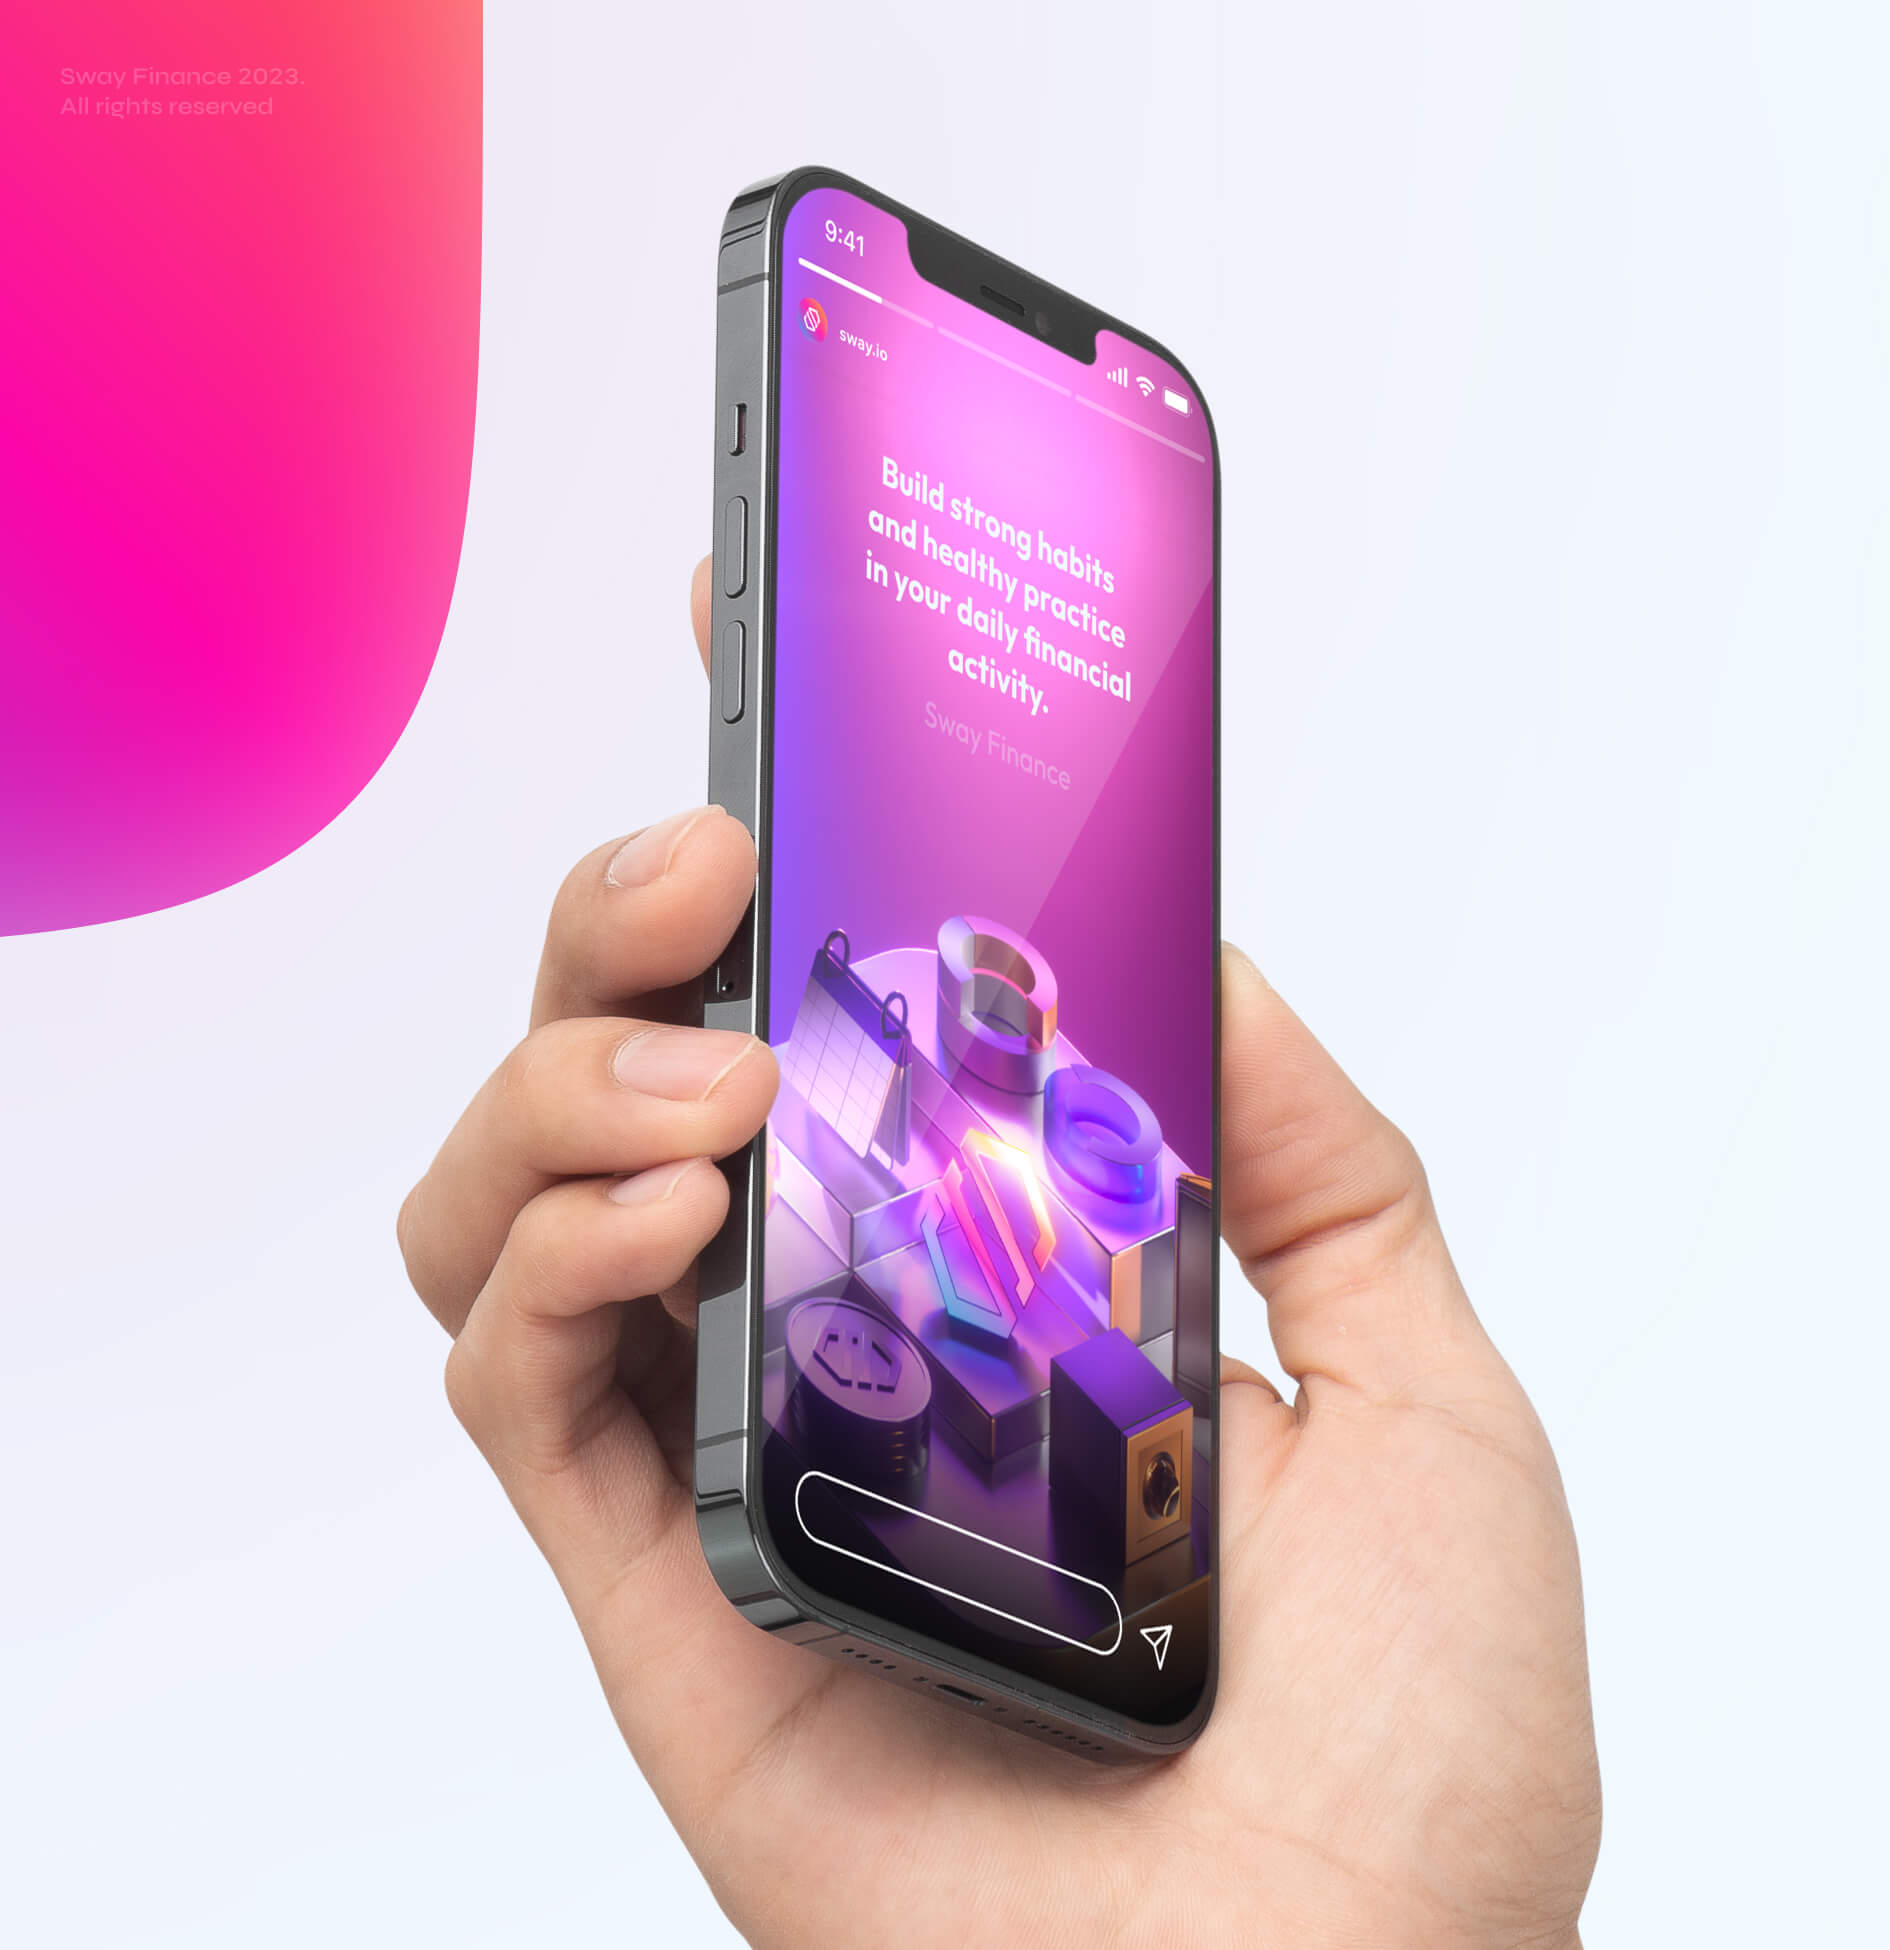 Sway Finance 2023.
All rights reserved
9:41
sway.io
Build strong habits
and healthy practice
in your daily financial
activity.
Sway Finance